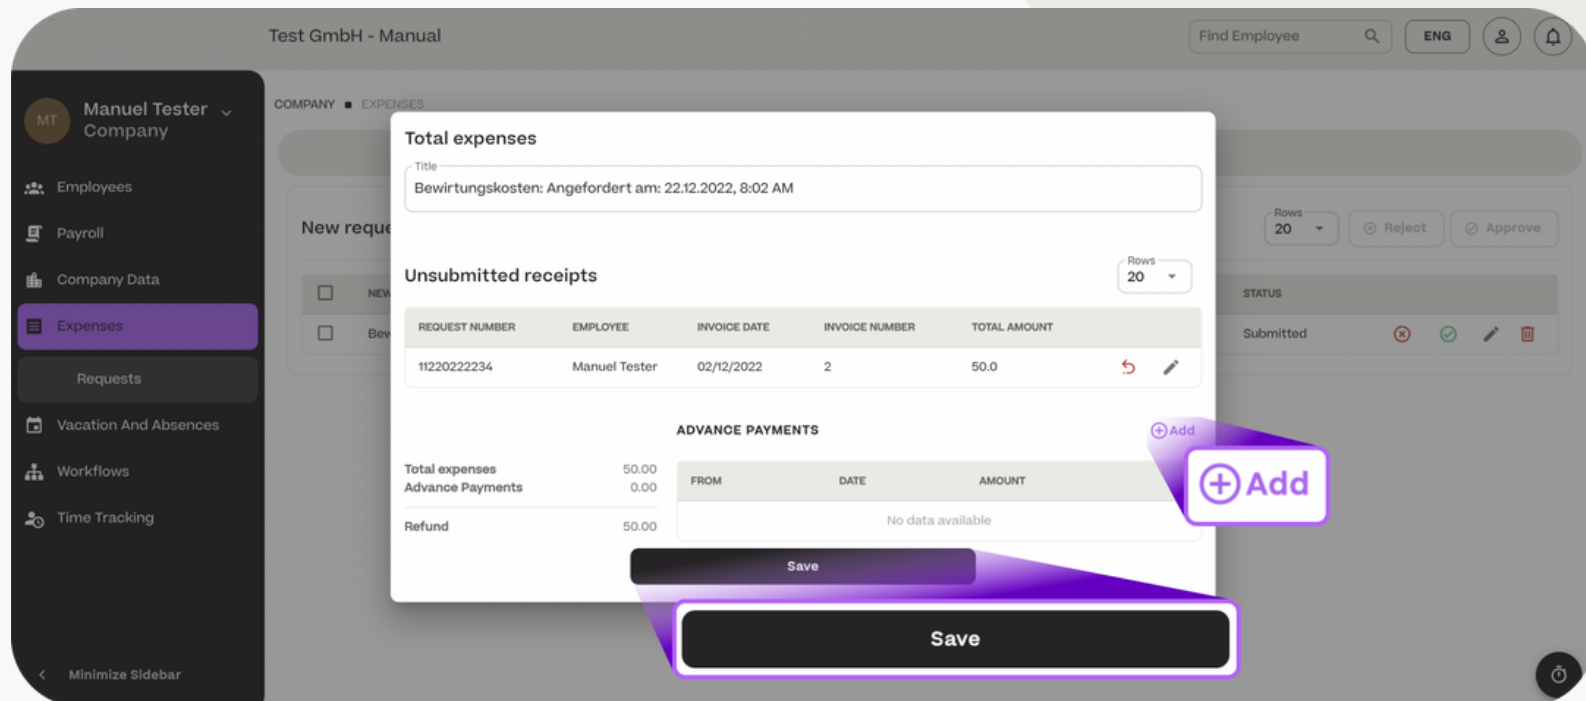 Test GmbH - Manual
Find Employee
ENG
MT
Manuel Tester
Company
Employees
Payroll
Company Data
Expenses
Requests
Vacation And Absences
Workflows
Time Tracking
Minimize Sidebar
COMPANY ■ EXPENSES
New reque
Rows
20
Reject
Approve
NEW
STATUS
Bew
Submitted
Total expenses
Title
Bewirtungskosten: Angefordert am: 22.12.2022, 8:02 AM
Unsubmitted receipts
Rows
20
REQUEST NUMBER EMPLOYEE INVOICE DATE INVOICE NUMBER TOTAL AMOUNT
11220222234 Manuel Tester 02/12/2022 2 50.0
ADVANCE PAYMENTS
Add
Add
Total expenses 50.00
Advance Payments 0.00
Refund 50.00
FROM DATE AMOUNT
No data available
Save
Save